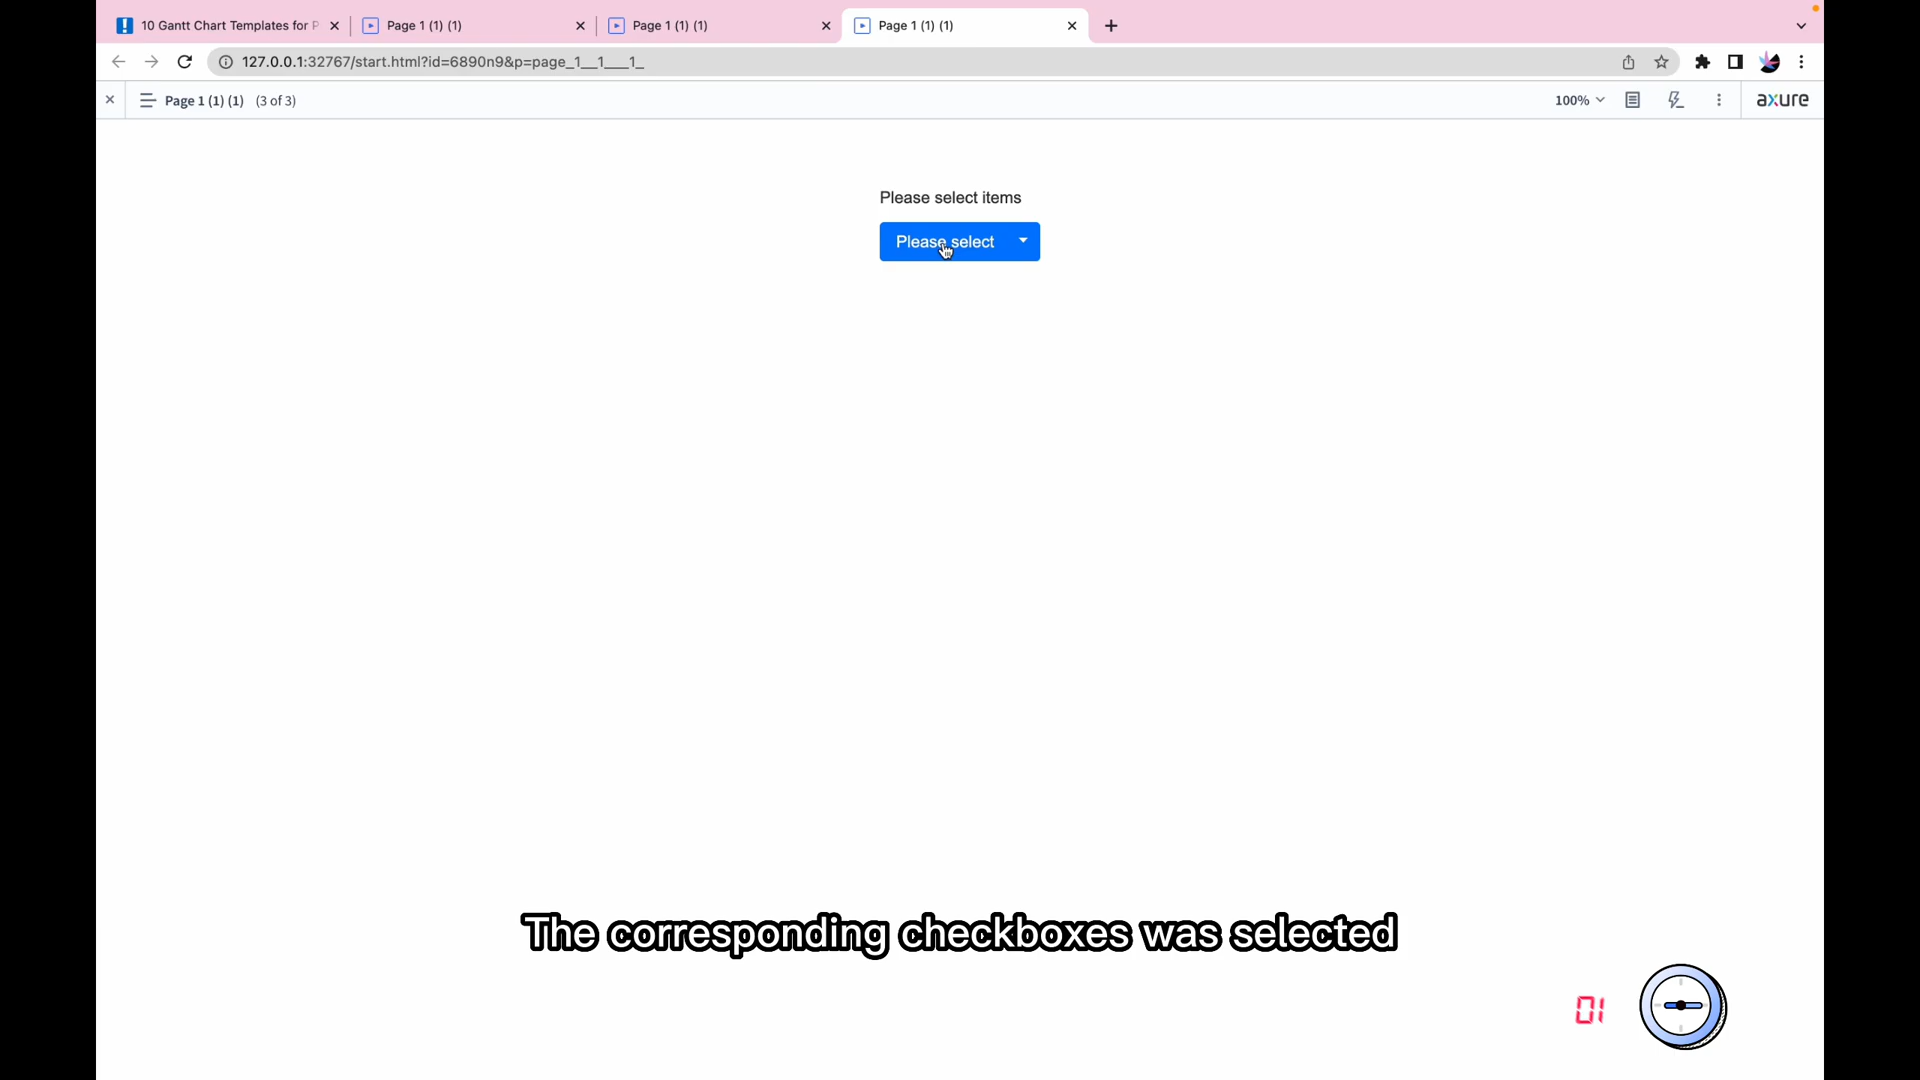 10 Gantt Chart Templates for P
Page 1 (1) (1)
Page 1 (1) (1)
Page 1 (1) (1)
127.0.0.1:32767/start.html?id=6890n9&p=page_1__1___1_
Page 1 (1) (1) (3 of 3)
100%
axure
Please select items
Please select
The corresponding checkboxes was selected
01